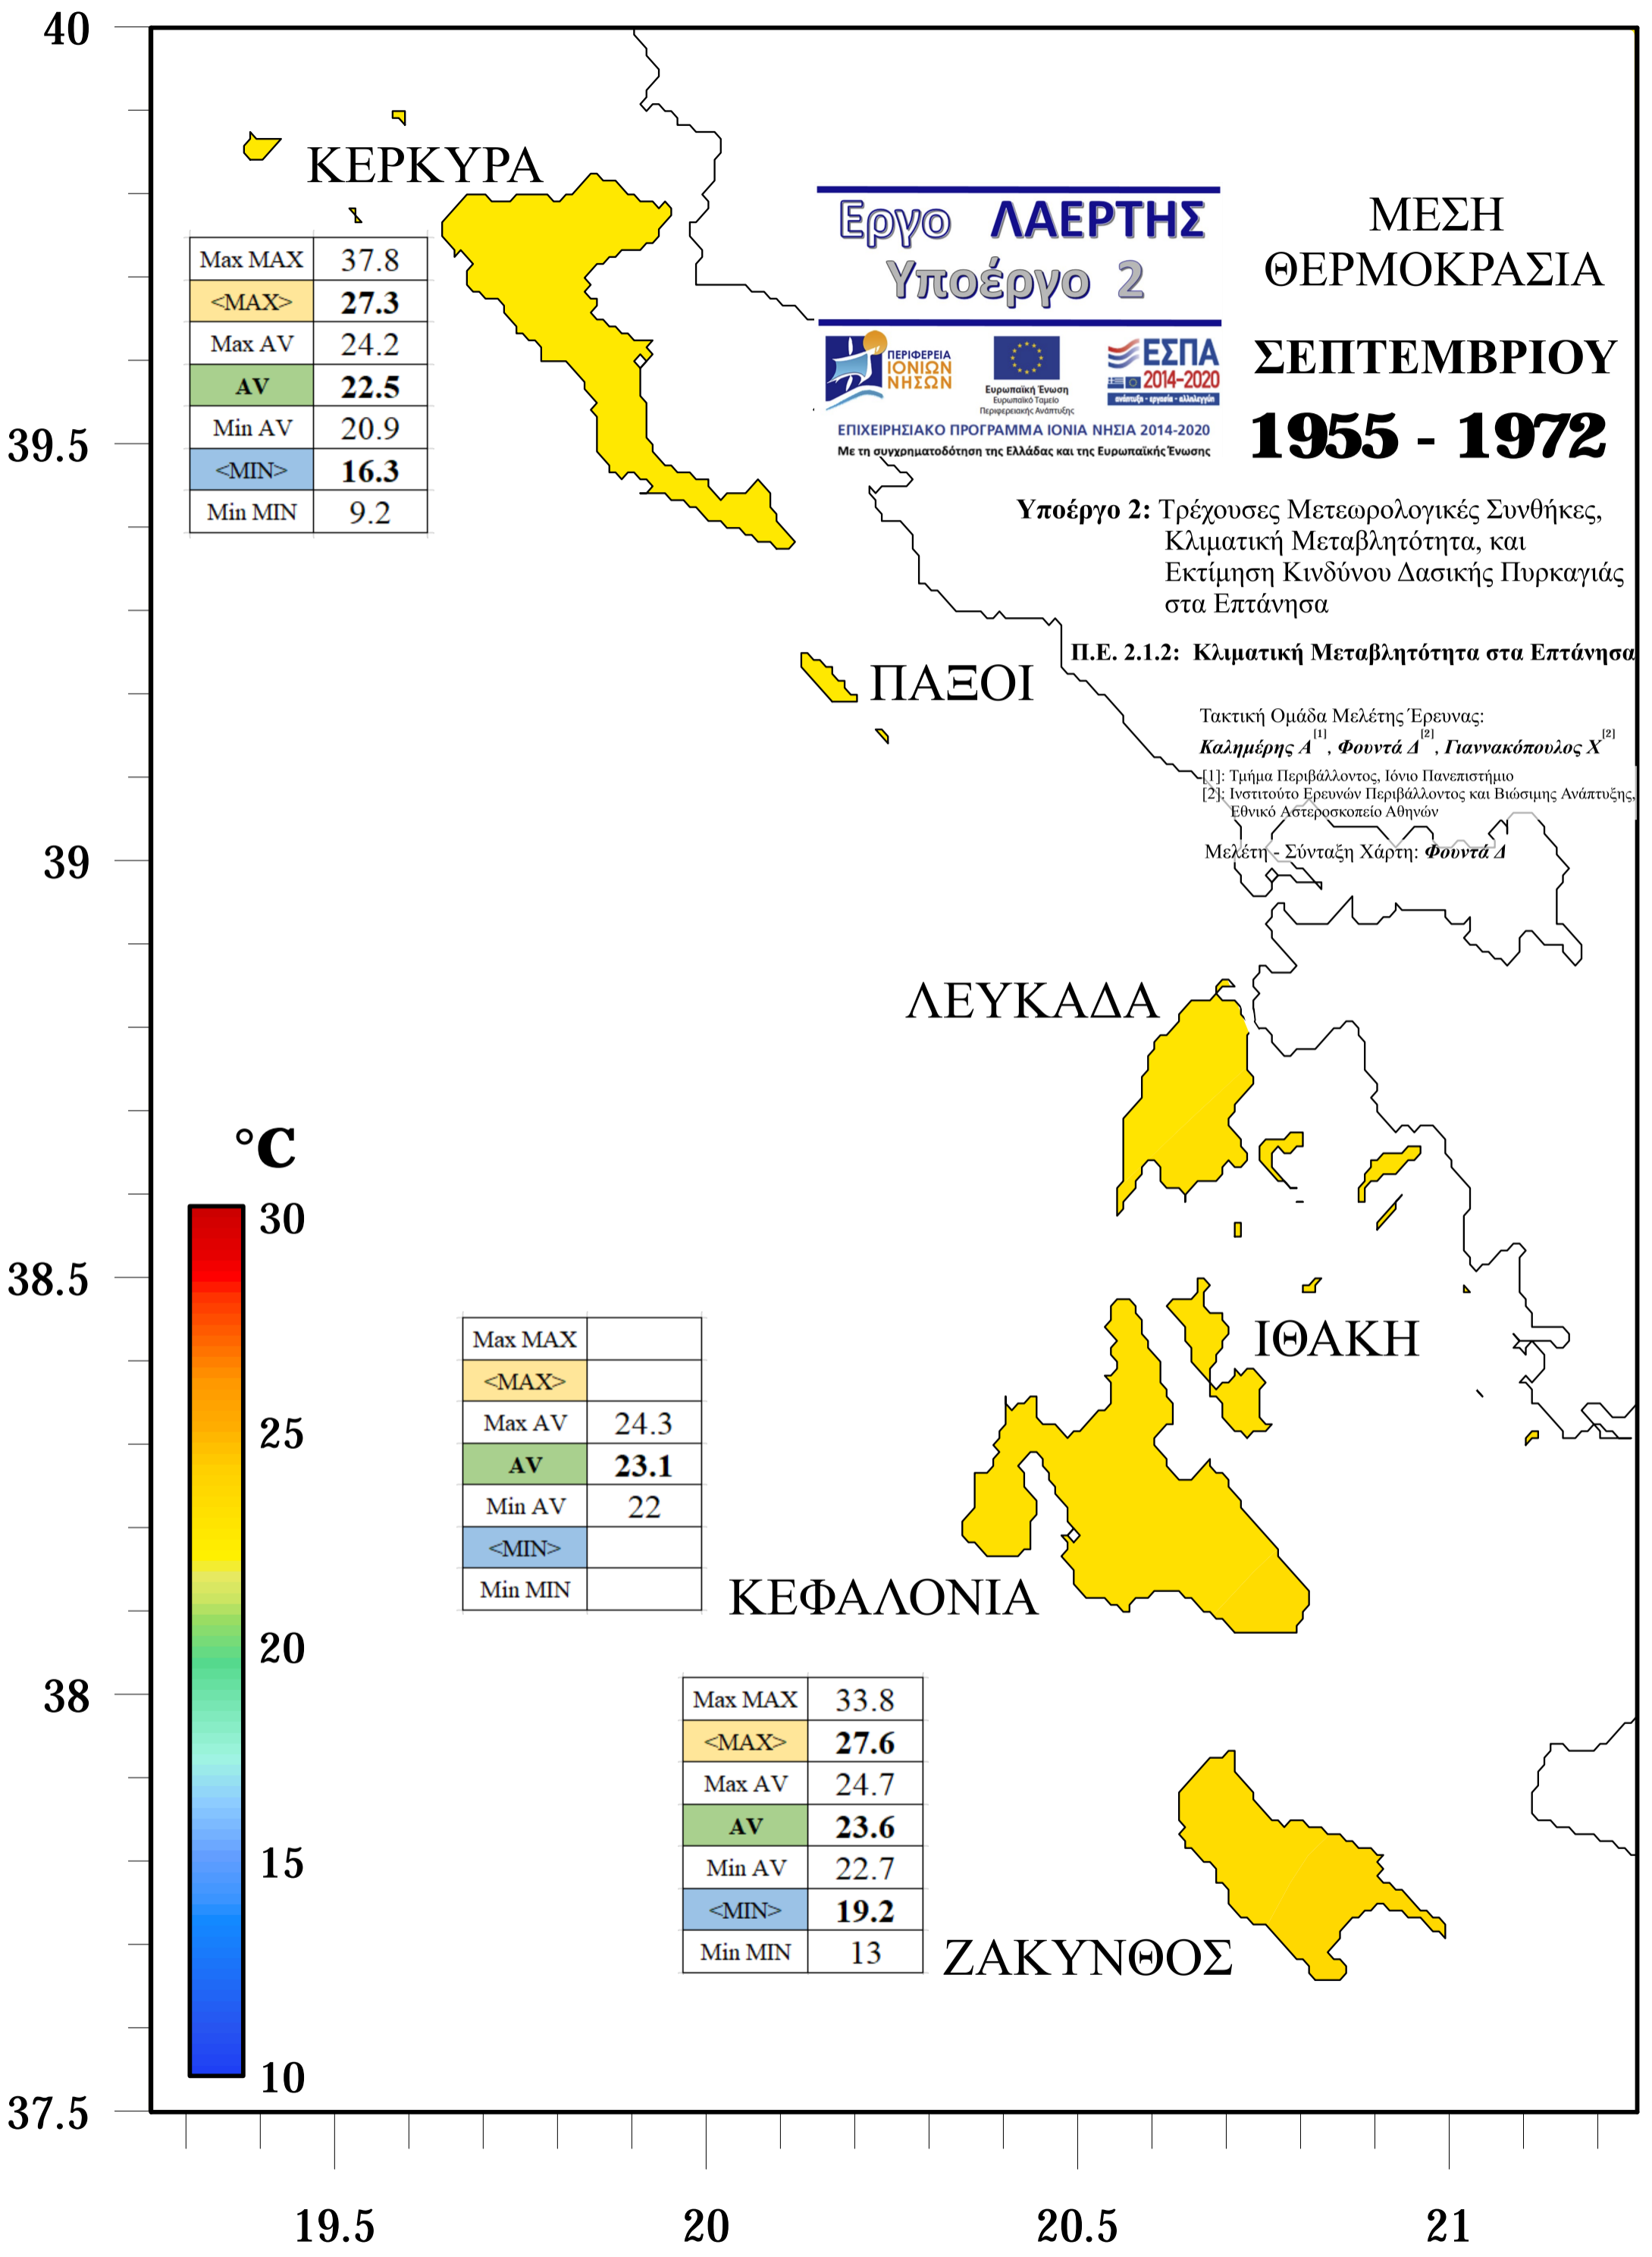 40
ΚΕΡΚΥΡΑ
Max MAX 37.8
<MAX> 27.3
Max AV 24.2
AV 22.5
Min AV 20.9
<MIN> 16.3
Min MIN 9.2
Εργο ΛΑΕΡΤΗΣ
Υποέργο 2
ΠΕΡΙΦΕΡΕΙΑ
ΙΟΝΙΩΝ
ΝΗΣΩΝ
Ευρωπαϊκή Ένωση
Ευρωπαϊκό Ταμείο
Περιφερειακής Ανάπτυξης
ΕΣΠΑ
2014-2020
ανάπτυξη - εργασία - αλληλεγγύη
ΕΠΙΧΕΙΡΗΣΙΑΚΟ ΠΡΟΓΡΑΜΜΑ ΙΟΝΙΑ ΝΗΣΙΑ 2014-2020
Με τη συγχρηματοδότηση της Ελλάδας και της Ευρωπαϊκής Ένωσης
ΜΕΣΗ
ΘΕΡΜΟΚΡΑΣΙΑ
ΣΕΠΤΕΜΒΡΙΟΥ
1955 - 1972
39.5
Υποέργο 2: Τρέχουσες Μετεωρολογικές Συνθήκες,
Κλιματική Μεταβλητότητα, και
Εκτίμηση Κινδύνου Δασικής Πυρκαγιάς
στα Επτάνησα
Π.Ε. 2.1.2: Κλιματική Μεταβλητότητα στα Επτάνησα
ΠΑΞΟΙ
Τακτική Ομάδα Μελέτης Έρευνας:
Καλημέρης Α[1], Φουντά Δ[2], Γιαννακόπουλος Χ[2]
[1]: Τμήμα Περιβάλλοντος, Ιόνιο Πανεπιστήμιο
[2]: Ινστιτούτο Ερευνών Περιβάλλοντος και Βιώσιμης Ανάπτυξης,
Εθνικό Αστεροσκοπείο Αθηνών
Μελέτη - Σύνταξη Χάρτη: Φουντά Δ
39
ΛΕΥΚΑΔΑ
°C
30
25
20
15
10
38.5
ΙΘΑΚΗ
Max MAX
<MAX>
Max AV 24.3
AV 23.1
Min AV 22
<MIN>
Min MIN
ΚΕΦΑΛΟΝΙΑ
38
Max MAX 33.8
<MAX> 27.6
Max AV 24.7
AV 23.6
Min AV 22.7
<MIN> 19.2
Min MIN 13
ΖΑΚΥΝΘΟΣ
37.5
19.5 20 20.5 21